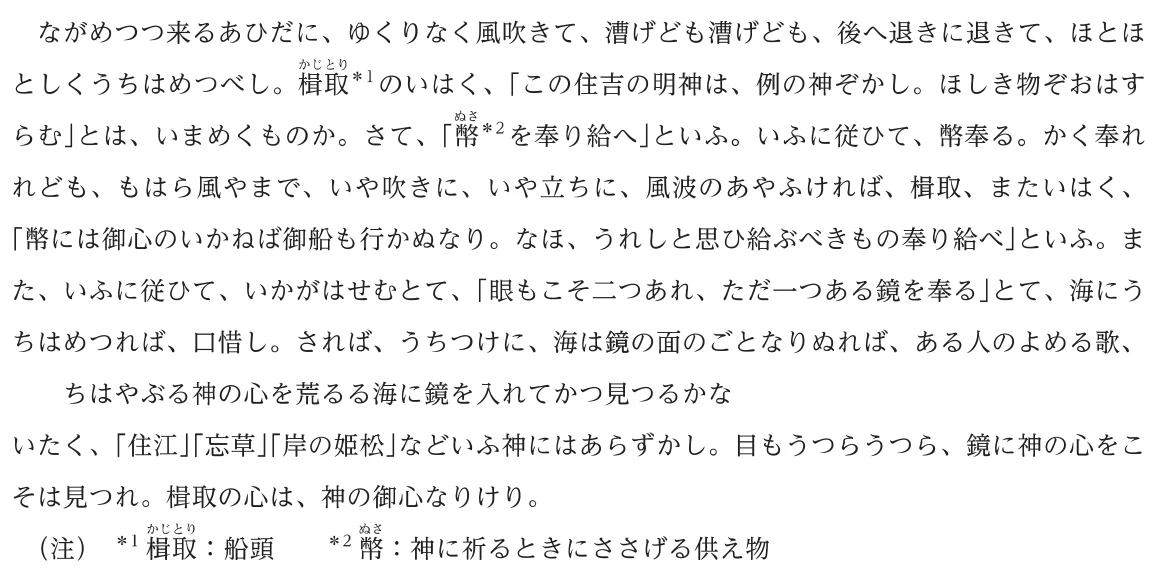 ながめつつ来るあひだに、ゆくりなく風吹きて、漕げども漕げども、後へ退きに退きて、ほとほ
としくうちはめつべし。楫取*1のいはく、「この住吉の明神は、例の神ぞかし。ほしき物ぞおはす
らむ」とは、いまめくものか。さて、「幣*2を奉り給へ」といふ。いふに従ひて、幣奉る。かく奉れ
れども、もはら風やまで、いや吹きに、いや立ちに、風波のあやふければ、楫取、またいはく、
「幣には御心のいかねば御船も行かぬなり。なほ、うれしと思ひ給ぶべきもの奉り給べ」といふ。ま
た、いふに従ひて、いかがはせむとて、「眼もこそ二つあれ、ただ一つある鏡を奉る」とて、海にう
ちはめつれば、口惜し。されば、うちつけに、海は鏡の面のごとなりぬれば、ある人のよめる歌、
ちはやぶる神の心を荒るる海に鏡を入れてかつ見つるかな
いたく、「住江」「忘草」「岸の姫松」などいふ神にはあらずかし。目もうつらうつら、鏡に神の心をこ
そは見つれ。楫取の心は、神の御心なりけり。
（注） *1 楫取：船頭 *2 幣：神に祈るときにささげる供え物